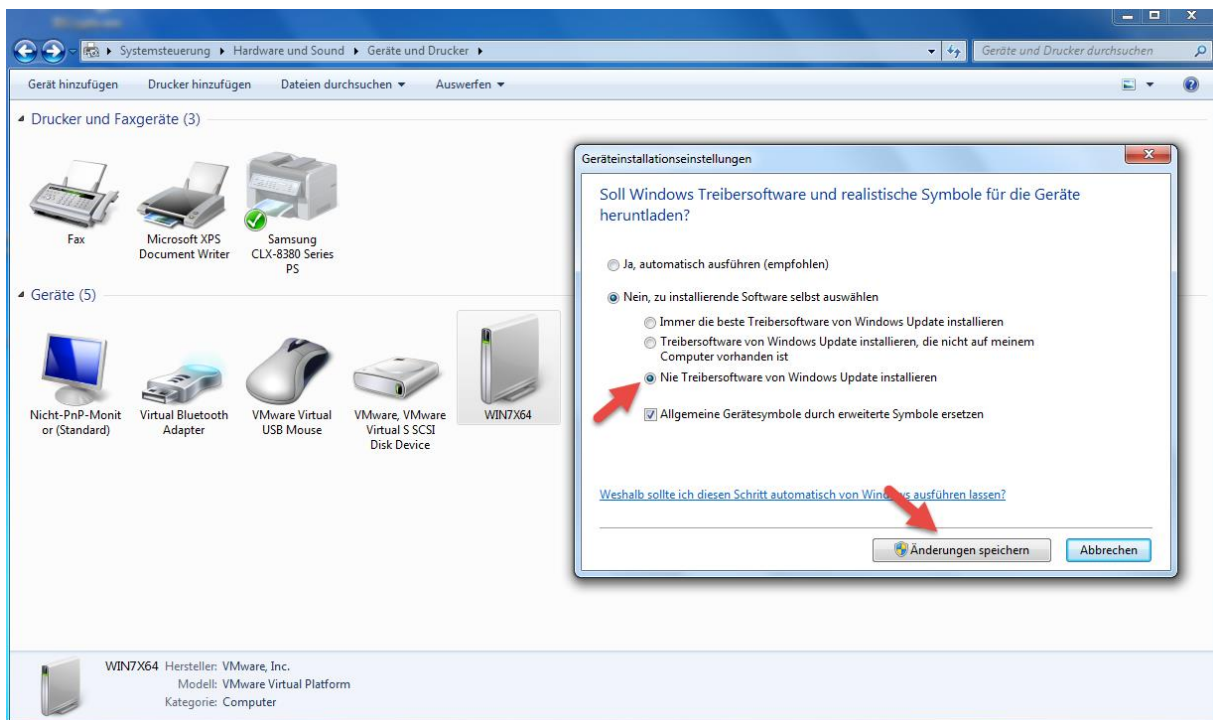 Systemsteuerung ▸ Hardware und Sound ▸ Geräte und Drucker ▸
Geräte und Drucker durchsuchen
Gerät hinzufügen Drucker hinzufügen Dateien durchsuchen Auswerfen
Drucker und Faxgeräte (3)
Fax
Microsoft XPS
Document Writer
Samsung
CLX-8380 Series
PS
Geräte (5)
Nicht-PnP-Monit
or (Standard)
Virtual Bluetooth
Adapter
VMware Virtual
USB Mouse
VMware, VMware
Virtual S SCSI
Disk Device
WIN7X64
Geräteinstallationseinstellungen
Soll Windows Treibersoftware und realistische Symbole für die Geräte
heruntladen?
Ja, automatisch ausführen (empfohlen)
Nein, zu installierende Software selbst auswählen
Immer die beste Treibersoftware von Windows Update installieren
Treibersoftware von Windows Update installieren, die nicht auf meinem
Computer vorhanden ist
Nie Treibersoftware von Windows Update installieren
Allgemeine Gerätesymbole durch erweiterte Symbole ersetzen
Weshalb sollte ich diesen Schritt automatisch von Windows ausführen lassen?
Änderungen speichern
Abbrechen
WIN7X64 Hersteller: VMware, Inc.
Modell: VMware Virtual Platform
Kategorie: Computer